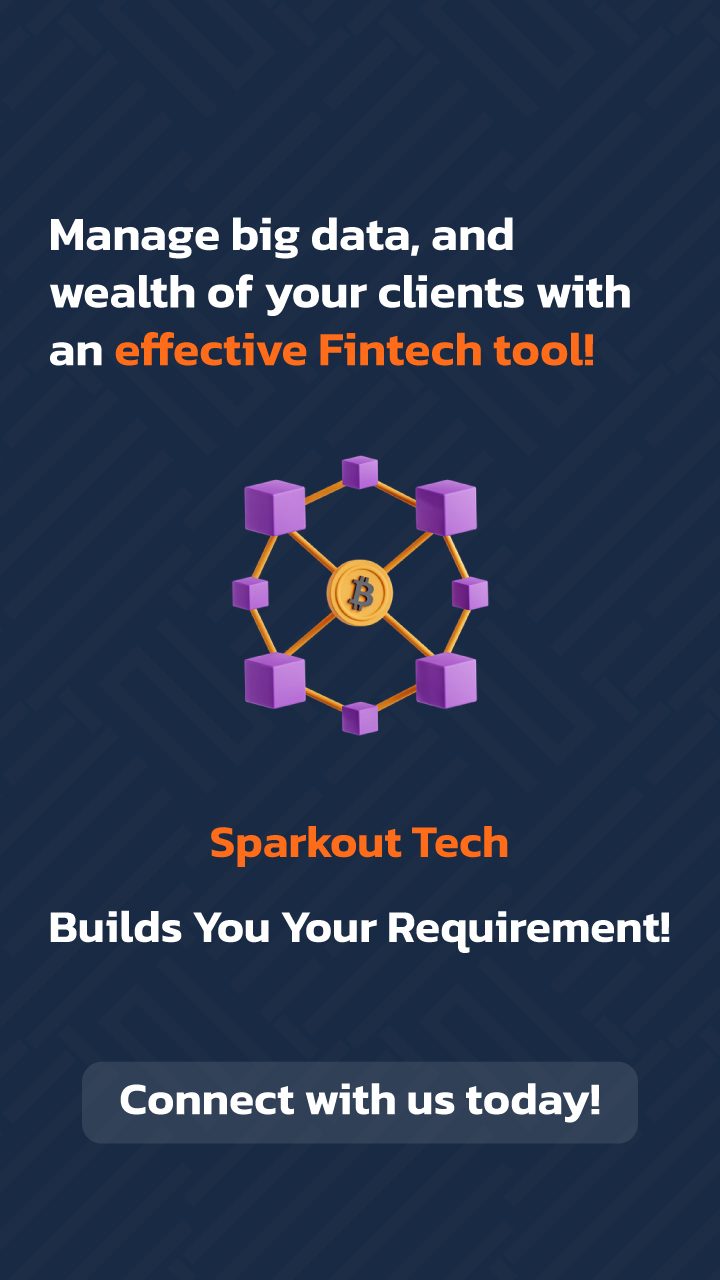 Manage big data, and
wealth of your clients with
an effective Fintech tool!
Sparkout Tech
Builds You Your Requirement!
Connect with us today!